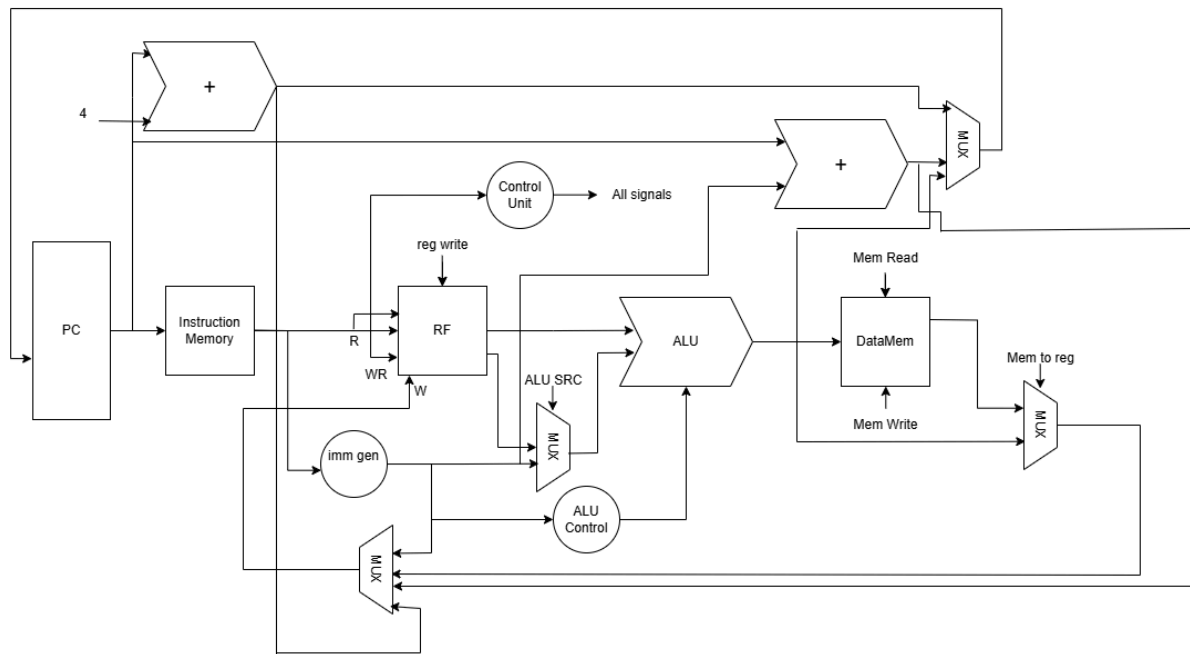 +
4
MUX
+
Control
Unit
All signals
reg write
Mem Read
PC
Instruction
Memory
R
RF
ALU
DataMem
WR
W
ALU SRC
Mem to reg
Mem Write
MUX
MUX
imm gen
ALU
Control
MUX